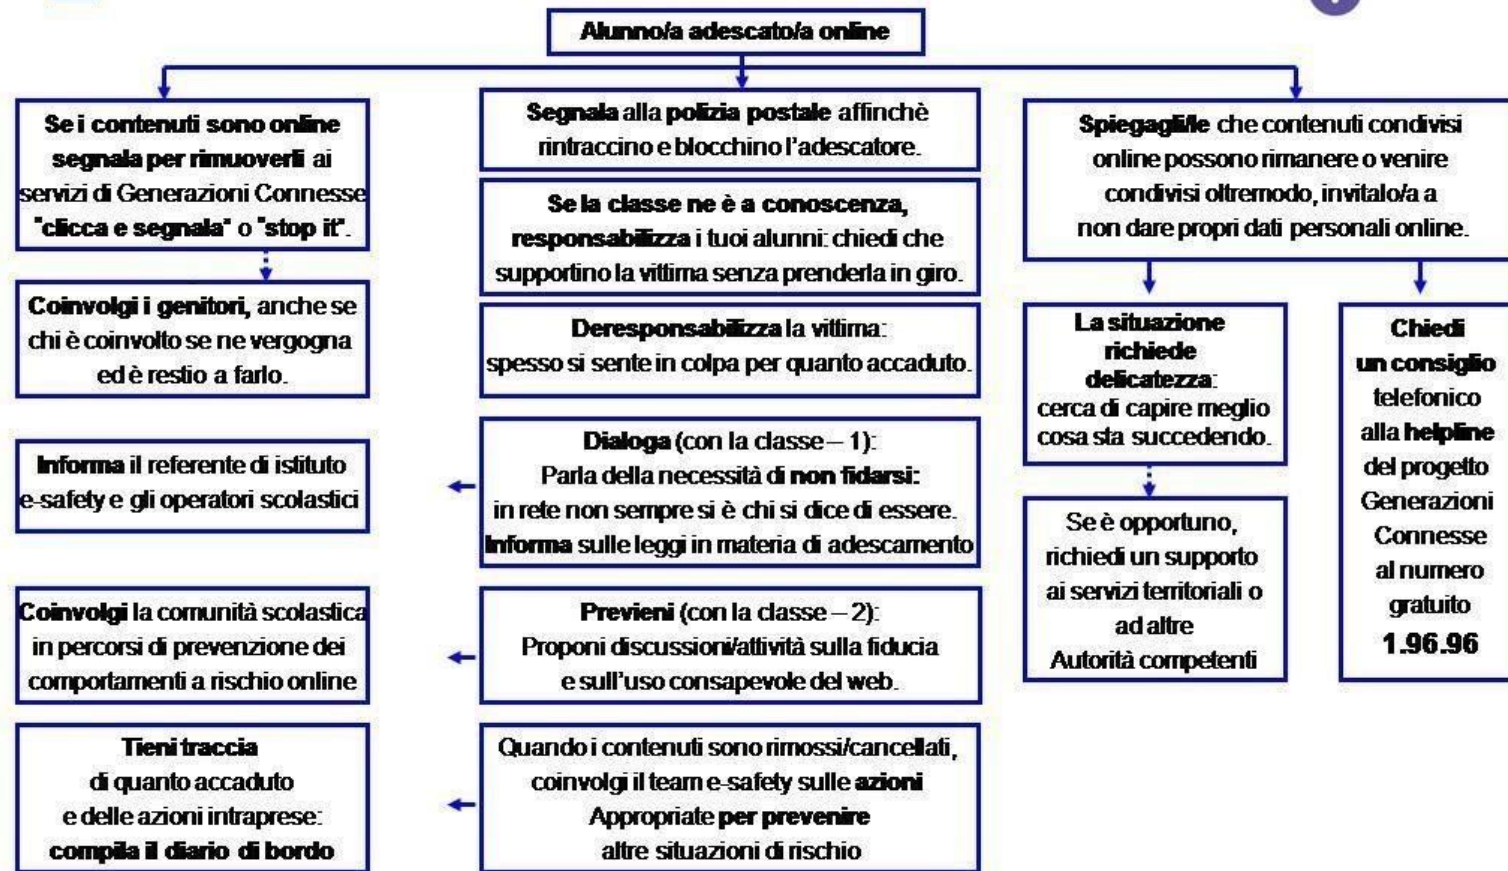 Alunno/a adescato/a online
Se i contenuti sono online
segnala per rimuoverli ai
servizi di Generazioni Connesse
"clicca e segnala" o "stop it".
Coinvolgi i genitori, anche se
chi è coinvolto se ne vergogna
ed è restio a farlo.
Informa il referente di istituto
e-safety e gli operatori scolastici
Coinvolgi la comunità scolastica
in percorsi di prevenzione dei
comportamenti a rischio online
Tieni traccia
di quanto accaduto
e delle azioni intraprese:
compila il diario di bordo
Segnala alla polizia postale affinchè
rintraccino e blocchino l'adescatore.
Se la classe ne è a conoscenza,
responsabilizza i tuoi alunni: chiedi che
supportino la vittima senza prenderla in giro.
Deresponsabilizza la vittima:
spesso si sente in colpa per quanto accaduto.
Dialoga (con la classe – 1):
Parla della necessità di non fidarsi:
in rete non sempre si è chi si dice di essere.
Informa sulle leggi in materia di adescamento
Previeni (con la classe – 2):
Proponi discussioni/attività sulla fiducia
e sull'uso consapevole del web.
Quando i contenuti sono rimossi/cancellati,
coinvolgi il team e-safety sulle azioni
Appropriate per prevenire
altre situazioni di rischio
Spiegagli/le che contenuti condivisi
online possono rimanere o venire
condivisi oltremodo, invitalo/a a
non dare propri dati personali online.
La situazione
richiede
delicatezza:
cerca di capire meglio
cosa sta succedendo.
Se è opportuno,
richiedi un supporto
ai servizi territoriali o
ad altre
Autorità competenti
Chiedi
un consiglio
telefonico
alla helpline
del progetto
Generazioni
Connesse
al numero
gratuito
1.96.96